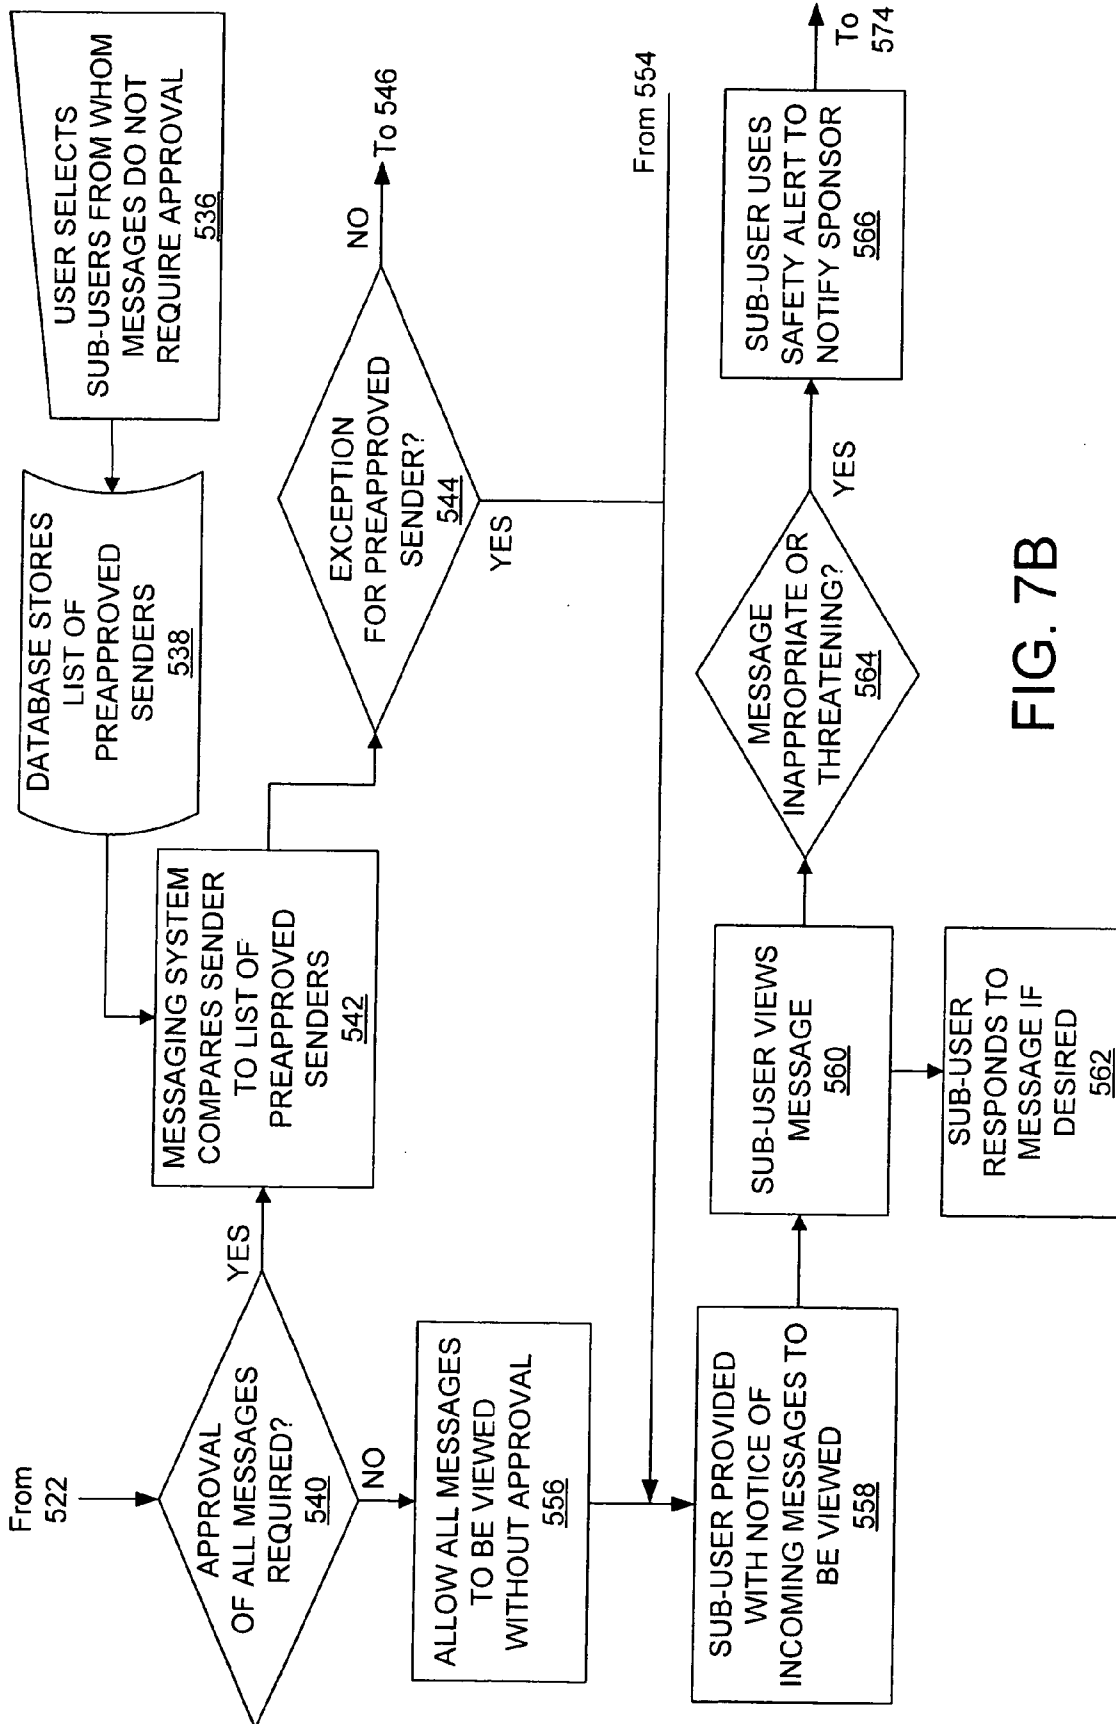 From
522
APPROVAL
OF ALL MESSAGES
REQUIRED?
540
YES
NO
MESSAGING SYSTEM
COMPARES SENDER
TO LIST OF
PREAPPROVED
SENDERS
542
DATABASE STORES
LIST OF
PREAPPROVED
SENDERS
538
USER SELECTS
SUB-USERS FROM WHOM
MESSAGES DO NOT
REQUIRE APPROVAL
536
EXCEPTION
FOR PREAPPROVED
SENDER?
544
NO
To 546
YES
ALLOW ALL MESSAGES
TO BE VIEWED
WITHOUT APPROVAL
556
From 554
SUB-USER PROVIDED
WITH NOTICE OF
INCOMING MESSAGES TO
BE VIEWED
558
SUB-USER VIEWS
MESSAGE
560
SUB-USER
RESPONDS TO
MESSAGE IF
DESIRED
562
MESSAGE
INAPPROPRIATE OR
THREATENING?
564
YES
SUB-USER USES
SAFETY ALERT TO
NOTIFY SPONSOR
566
To
574
FIG. 7B